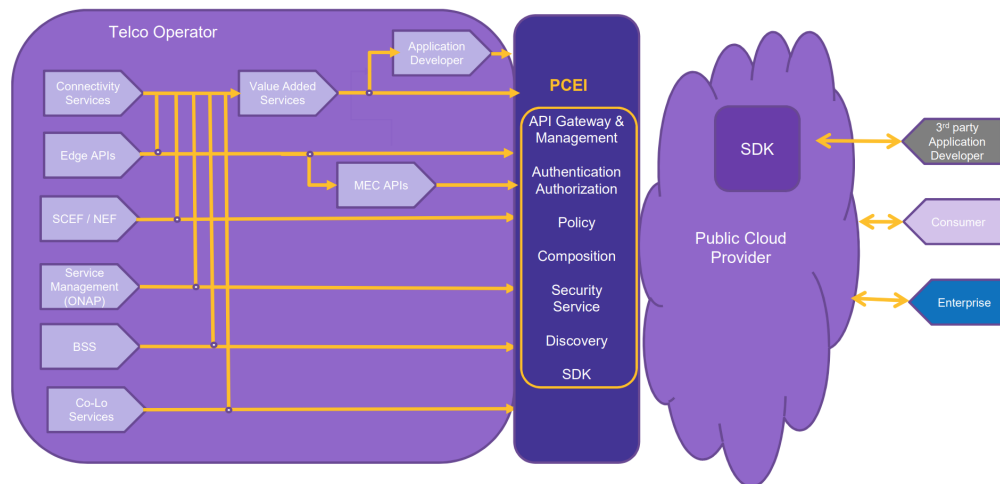 Telco Operator
Application
Developer
Connectivity
Services
Value Added
Services
Edge APIs
MEC APIs
SCEF / NEF
Service
Management
(ONAP)
BSS
Co-Lo
Services
PCEI
API Gateway &
Management
Authentication
Authorization
Policy
Composition
Security
Service
Discovery
SDK
SDK
Public Cloud
Provider
3rd party
Application
Developer
Consumer
Enterprise